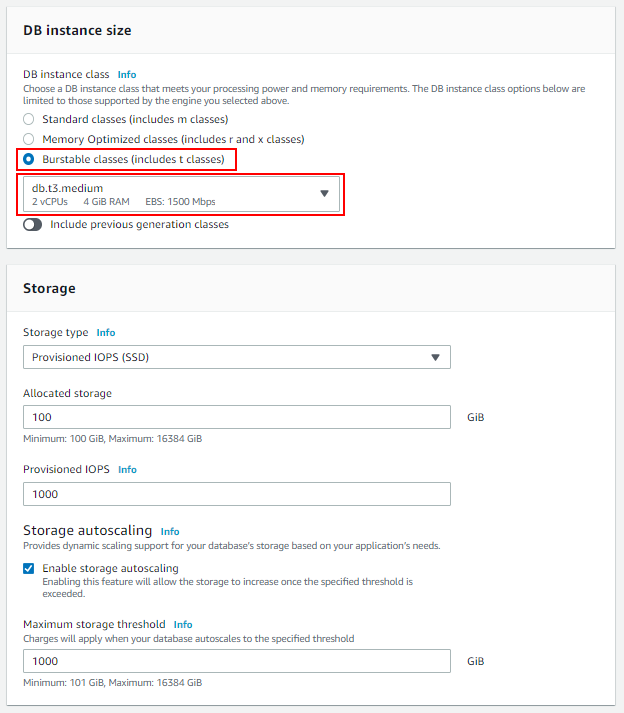 DB instance size
DB instance class Info
Choose a DB instance class that meets your processing power and memory requirements. The DB instance class options below are
limited to those supported by the engine you selected above.
Standard classes (includes m classes)
Memory Optimized classes (includes r and x classes)
Burstable classes (includes t classes)
db.t3.medium
2 vCPUs 4 GiB RAM EBS: 1500 Mbps
Include previous generation classes
Storage
Storage type Info
Provisioned IOPS (SSD)
Allocated storage
100 GiB
Minimum: 100 GiB, Maximum: 16384 GiB
Provisioned IOPS Info
1000
Storage autoscaling Info
Provides dynamic scaling support for your database's storage based on your application's needs.
Enable storage autoscaling
Enabling this feature will allow the storage to increase once the specified threshold is
exceeded.
Maximum storage threshold Info
Charges will apply when your database autoscales to the specified threshold
1000 GiB
Minimum: 101 GiB, Maximum: 16384 GiB